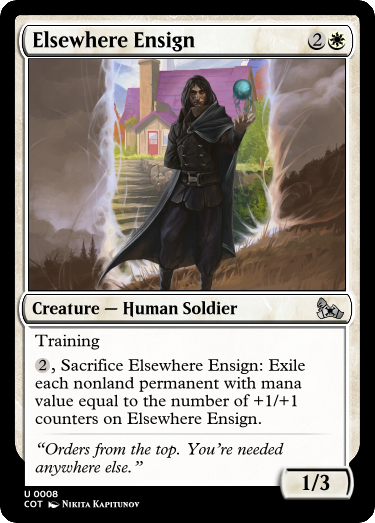 Elsewhere Ensign 2
Creature — Human Soldier
Training
2, Sacrifice Elsewhere Ensign: Exile
each nonland permanent with mana
value equal to the number of +1/+1
counters on Elsewhere Ensign.
“Orders from the top. You’re needed
anywhere else.”
1/3
U 0008
COT Nikita Kapitunov